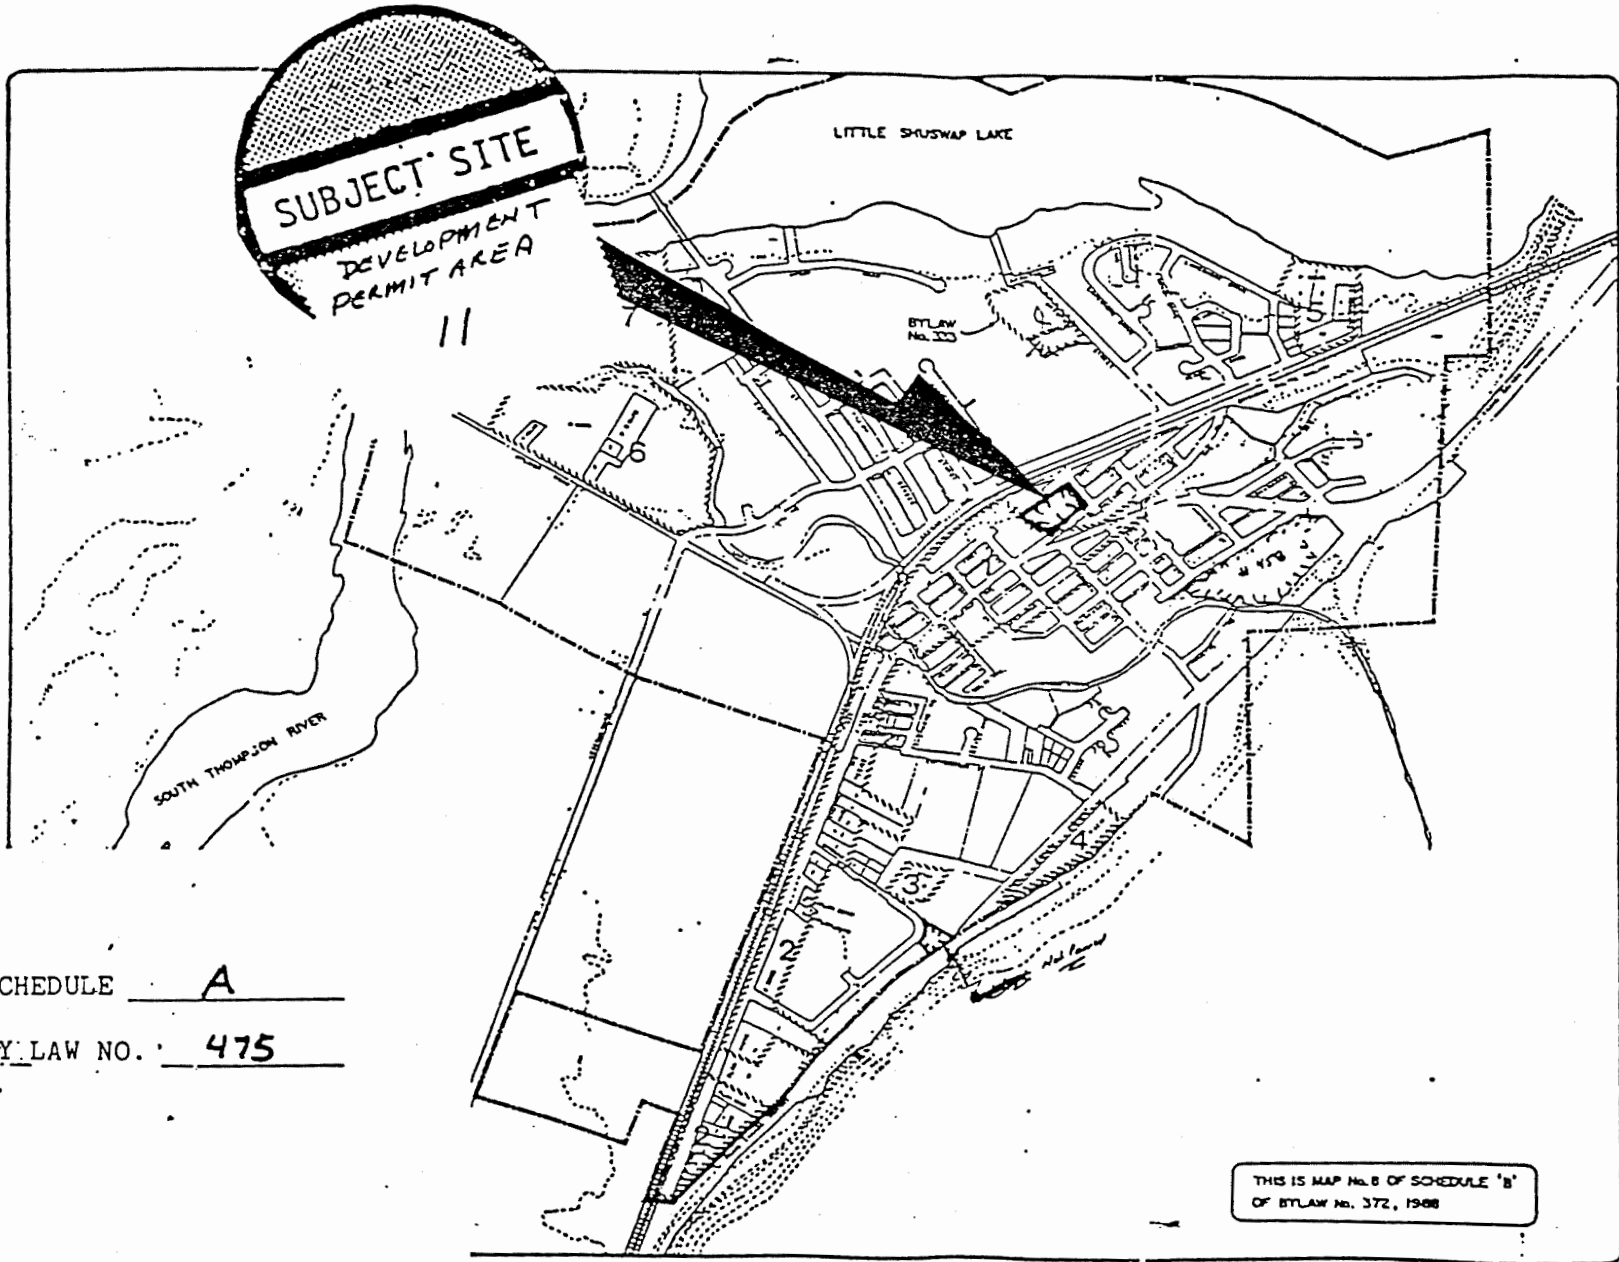 SUBJECT SITE
DEVELOPMENT
PERMIT AREA
11
LITTLE SHUSWAP LAKE
BYLAW
No. 333
7
5
6
SOUTH THOMPSON RIVER
4
3
2
CHEDULE A
Y LAW NO. 475
THIS IS MAP No. 8 OF SCHEDULE 'B'
OF BYLAW No. 372, 1988